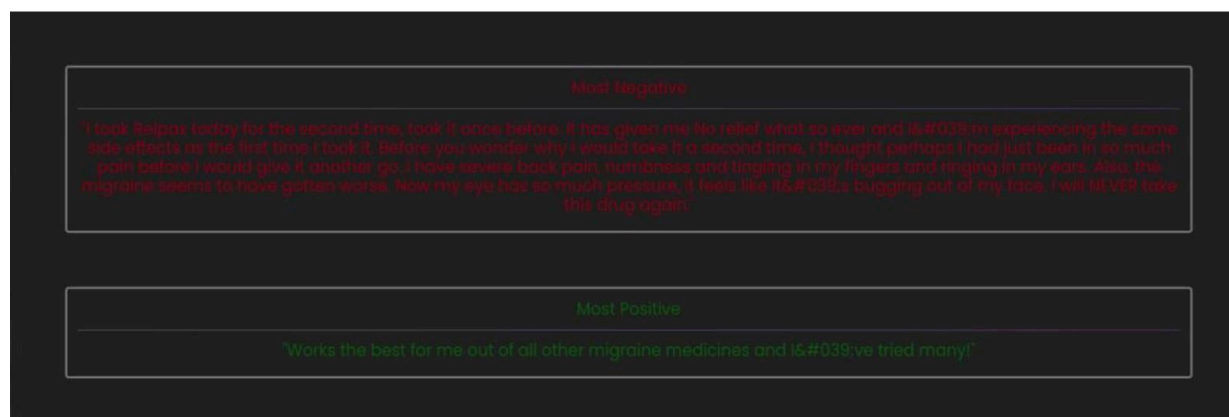 Most Negative
"I took Relpax today for the second time, took it once before. It has given me No relief what so ever and I&#039;m experiencing the same
side effects as the first time I took it. Before you wonder why I would take it a second time, I thought perhaps I had just been in so much
pain before I would give it another go. I have severe back pain, numbness and tinging in my fingers and ringing in my ears. Also, the
migraine seems to have gotten worse. Now my eye has so much pressure, it feels like it&#039;s bugging out of my face. I will NEVER take
this drug again."
Most Positive
"Works the best for me out of all other migraine medicines and I&#039;ve tried many!"